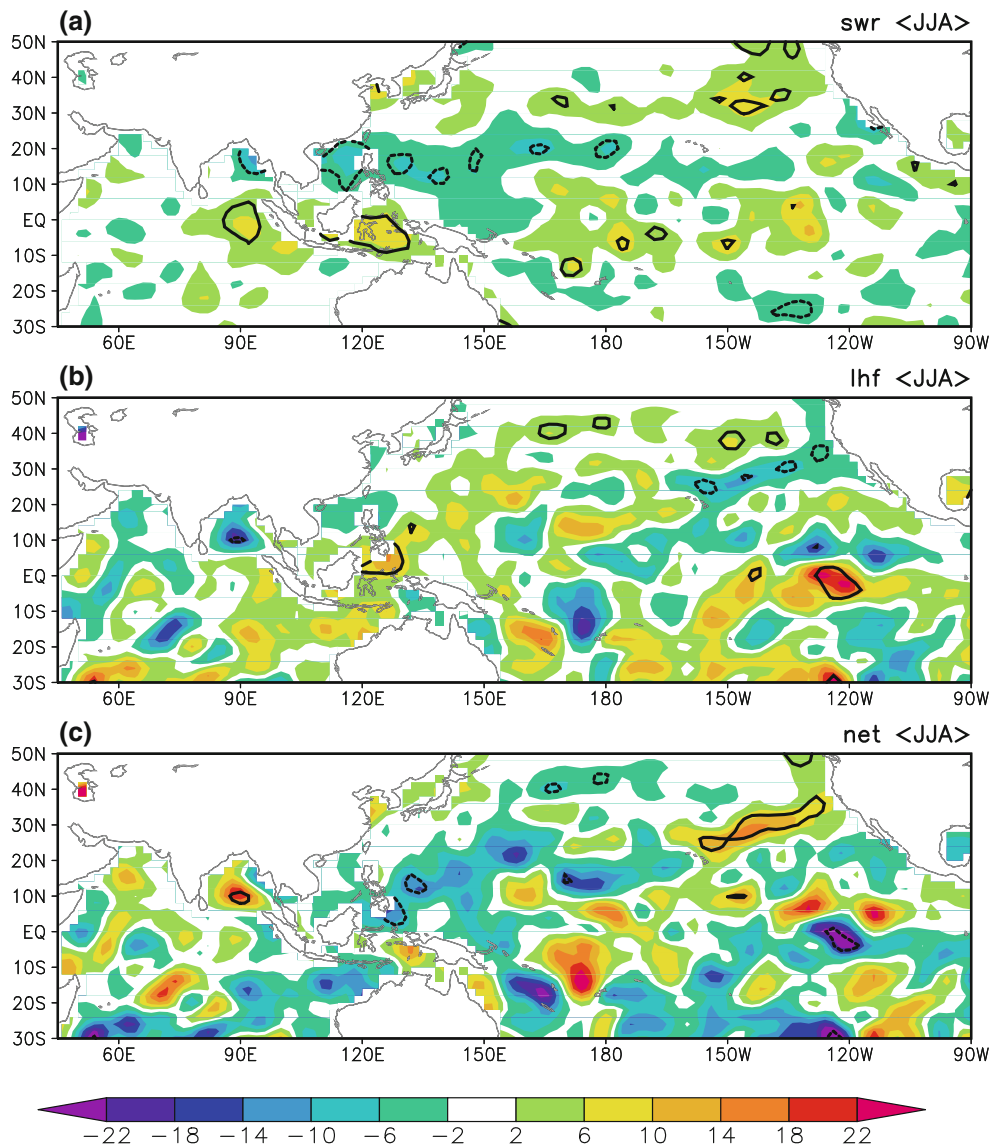 (a) swr <JJA>
50N
40N
30N
20N
10N
EQ
10S
20S
30S
60E 90E 120E 150E 180 150W 120W 90W
(b) lhf <JJA>
50N
40N
30N
20N
10N
EQ
10S
20S
30S
60E 90E 120E 150E 180 150W 120W 90W
(c) net <JJA>
50N
40N
30N
20N
10N
EQ
10S
20S
30S
60E 90E 120E 150E 180 150W 120W 90W
−22 −18 −14 −10 −6 −2 2 6 10 14 18 22